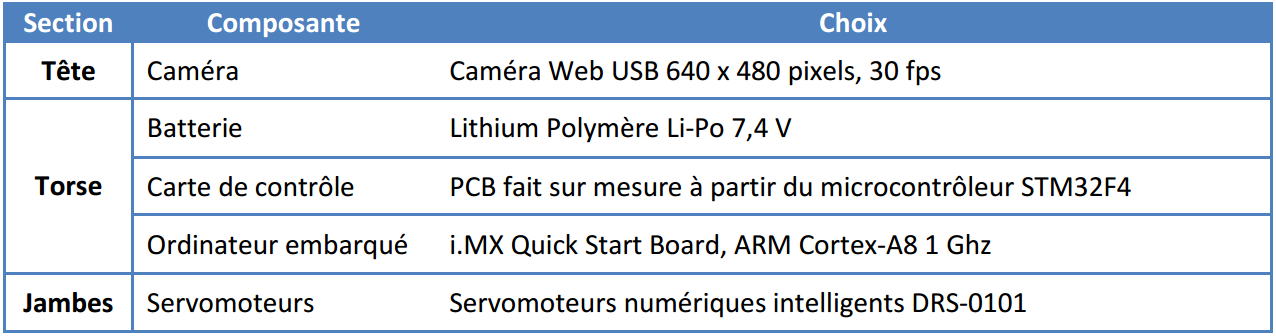 Section Composante Choix
Tête Caméra Caméra Web USB 640 x 480 pixels, 30 fps
Batterie Lithium Polymère Li-Po 7,4 V
Torse Carte de contrôle PCB fait sur mesure à partir du microcontrôleur STM32F4
Ordinateur embarqué i.MX Quick Start Board, ARM Cortex-A8 1 Ghz
Jambes Servomoteurs Servomoteurs numériques intelligents DRS-0101